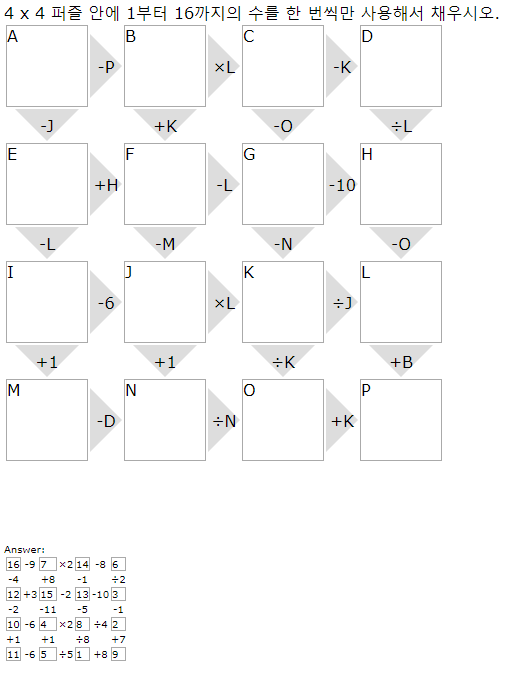 4 x 4 퍼즐 안에 1부터 16까지의 수를 한 번씩만 사용해서 채우시오.
A -P B ×L C -K D
-J +K -O ÷L
E +H F -L G -10 H
-L -M -N -O
I -6 J ×L K ÷J L
+1 +1 ÷K +B
M -D N ÷N O +K P
Answer:
16 -9 7 ×2 14 -8 6
-4 +8 -1 ÷2
12 +3 15 -2 13 -10 3
-2 -11 -5 -1
10 -6 4 ×2 8 ÷4 2
+1 +1 ÷8 +7
11 -6 5 ÷5 1 +8 9